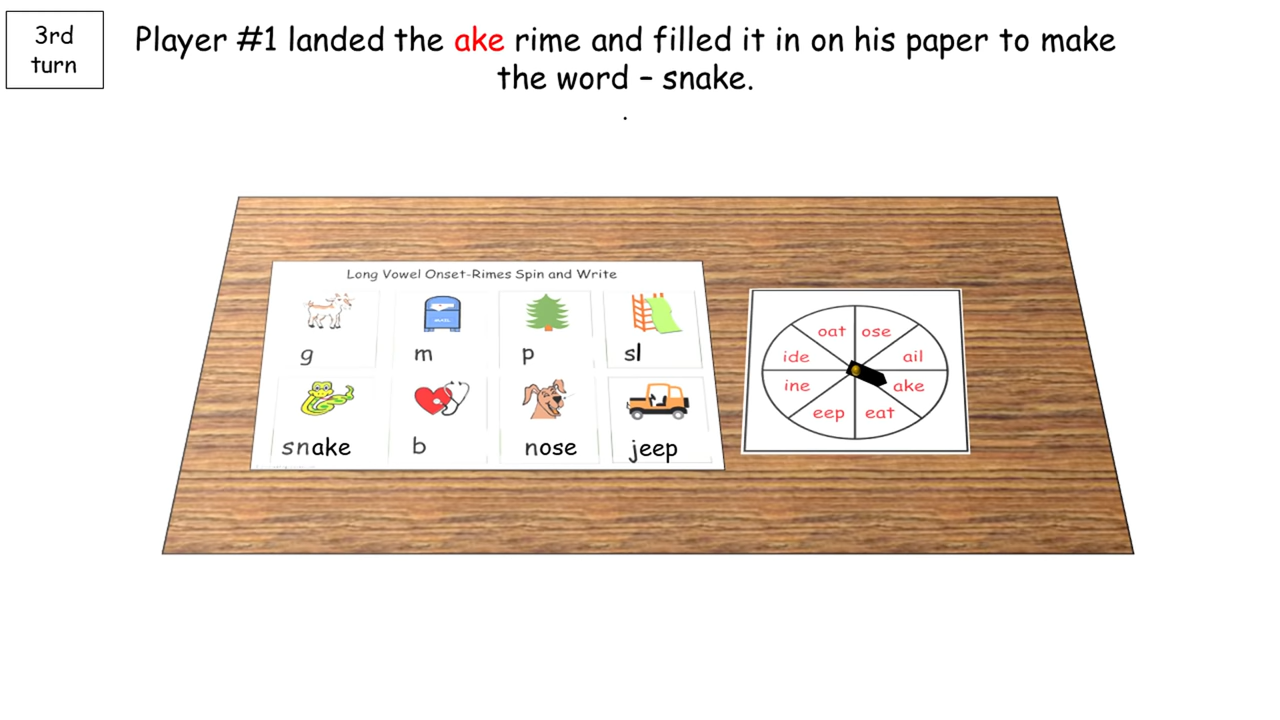 3rd
turn
Player #1 landed the ake rime and filled it in on his paper to make
the word – snake.
.
Long Vowel Onset-Rimes Spin and Write
g m p sl
snake b nose jeep
oat ose
ide ail
ine ake
eep eat